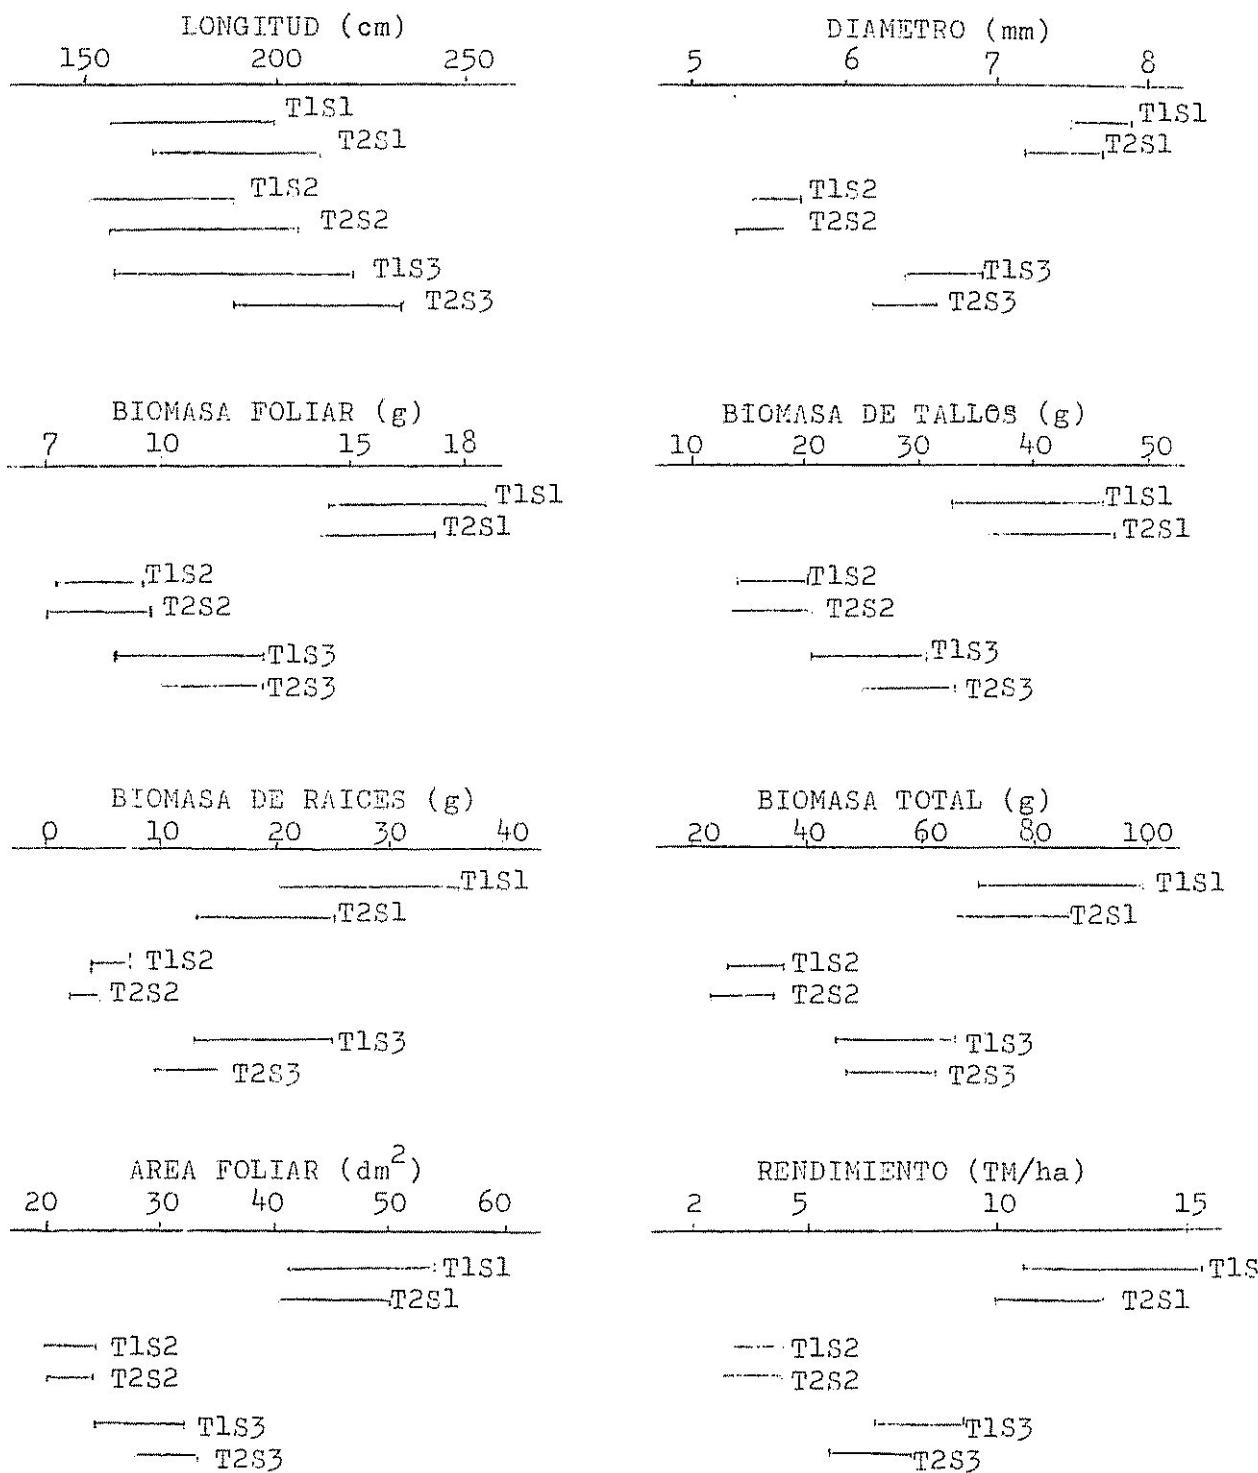 LONGITUD (cm)
150 200 250
T1S1
T2S1
T1S2
T2S2
T1S3
T2S3
DIAMETRO (mm)
5 6 7 8
T1S1
T2S1
T1S2
T2S2
T1S3
T2S3
BIOMASA FOLIAR (g)
7 10 15 18
T1S1
T2S1
T1S2
T2S2
T1S3
T2S3
BIOMASA DE TALLOS (g)
10 20 30 40 50
T1S1
T2S1
T1S2
T2S2
T1S3
T2S3
BIOMASA DE RAICES (g)
0 10 20 30 40
T1S1
T2S1
T1S2
T2S2
T1S3
T2S3
BIOMASA TOTAL (g)
20 40 60 80 100
T1S1
T2S1
T1S2
T2S2
T1S3
T2S3
AREA FOLIAR (dm²)
20 30 40 50 60
T1S1
T2S1
T1S2
T2S2
T1S3
T2S3
RENDIMIENTO (TM/ha)
2 5 10 15
T1S
T2S1
T1S2
T2S2
T1S3
T2S3